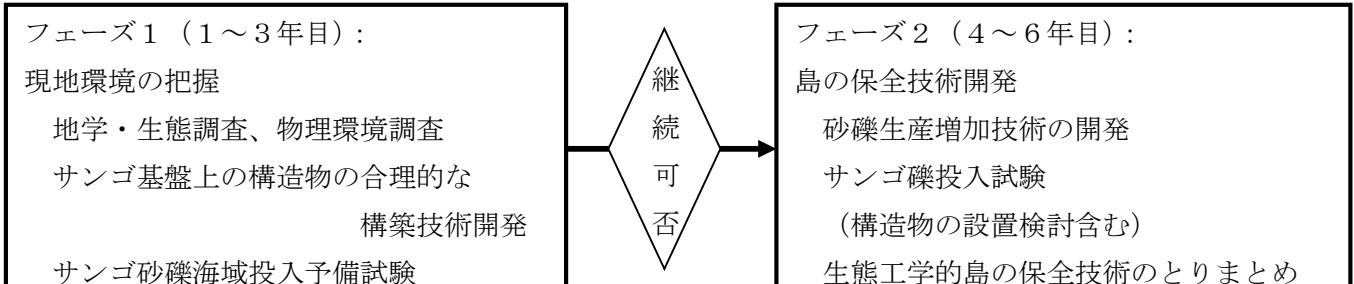 フェーズ１（１～３年目）:
現地環境の把握
地学・生態調査、物理環境調査
サンゴ基盤上の構造物の合理的な
構築技術開発
サンゴ砂礫海域投入予備試験
継続可否
フェーズ２（４～６年目）:
島の保全技術開発
砂礫生産増加技術の開発
サンゴ礫投入試験
（構造物の設置検討含む）
生態工学的島の保全技術のとりまとめ